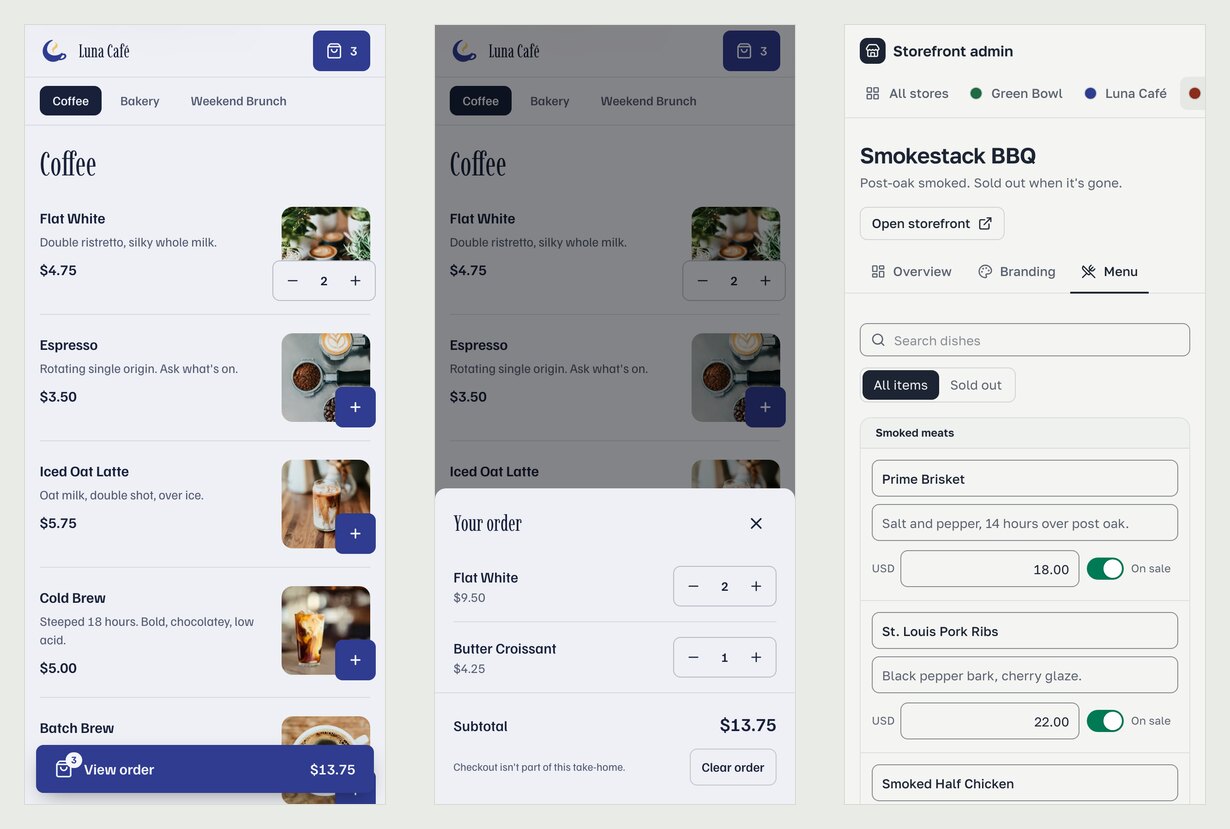 Luna Café
3
Coffee
Bakery
Weekend Brunch
Coffee
Flat White
Double ristretto, silky whole milk.
$4.75
2
Espresso
Rotating single origin. Ask what's on.
$3.50
Iced Oat Latte
Oat milk, double shot, over ice.
$5.75
Cold Brew
Steeped 18 hours. Bold, chocolatey, low
acid.
$5.00
Batch Brew
3
View order
$13.75
Luna Café
3
Coffee
Bakery
Weekend Brunch
Coffee
Flat White
Double ristretto, silky whole milk.
$4.75
2
Espresso
Rotating single origin. Ask what's on.
$3.50
Iced Oat Latte
Your order
Flat White
$9.50
2
Butter Croissant
$4.25
1
Subtotal
$13.75
Checkout isn't part of this take-home.
Clear order
Storefront admin
All stores
Green Bowl
Luna Café
Smokestack BBQ
Post-oak smoked. Sold out when it's gone.
Open storefront
Overview
Branding
Menu
Search dishes
All items
Sold out
Smoked meats
Prime Brisket
Salt and pepper, 14 hours over post oak.
USD
18.00
On sale
St. Louis Pork Ribs
Black pepper bark, cherry glaze.
USD
22.00
On sale
Smoked Half Chicken